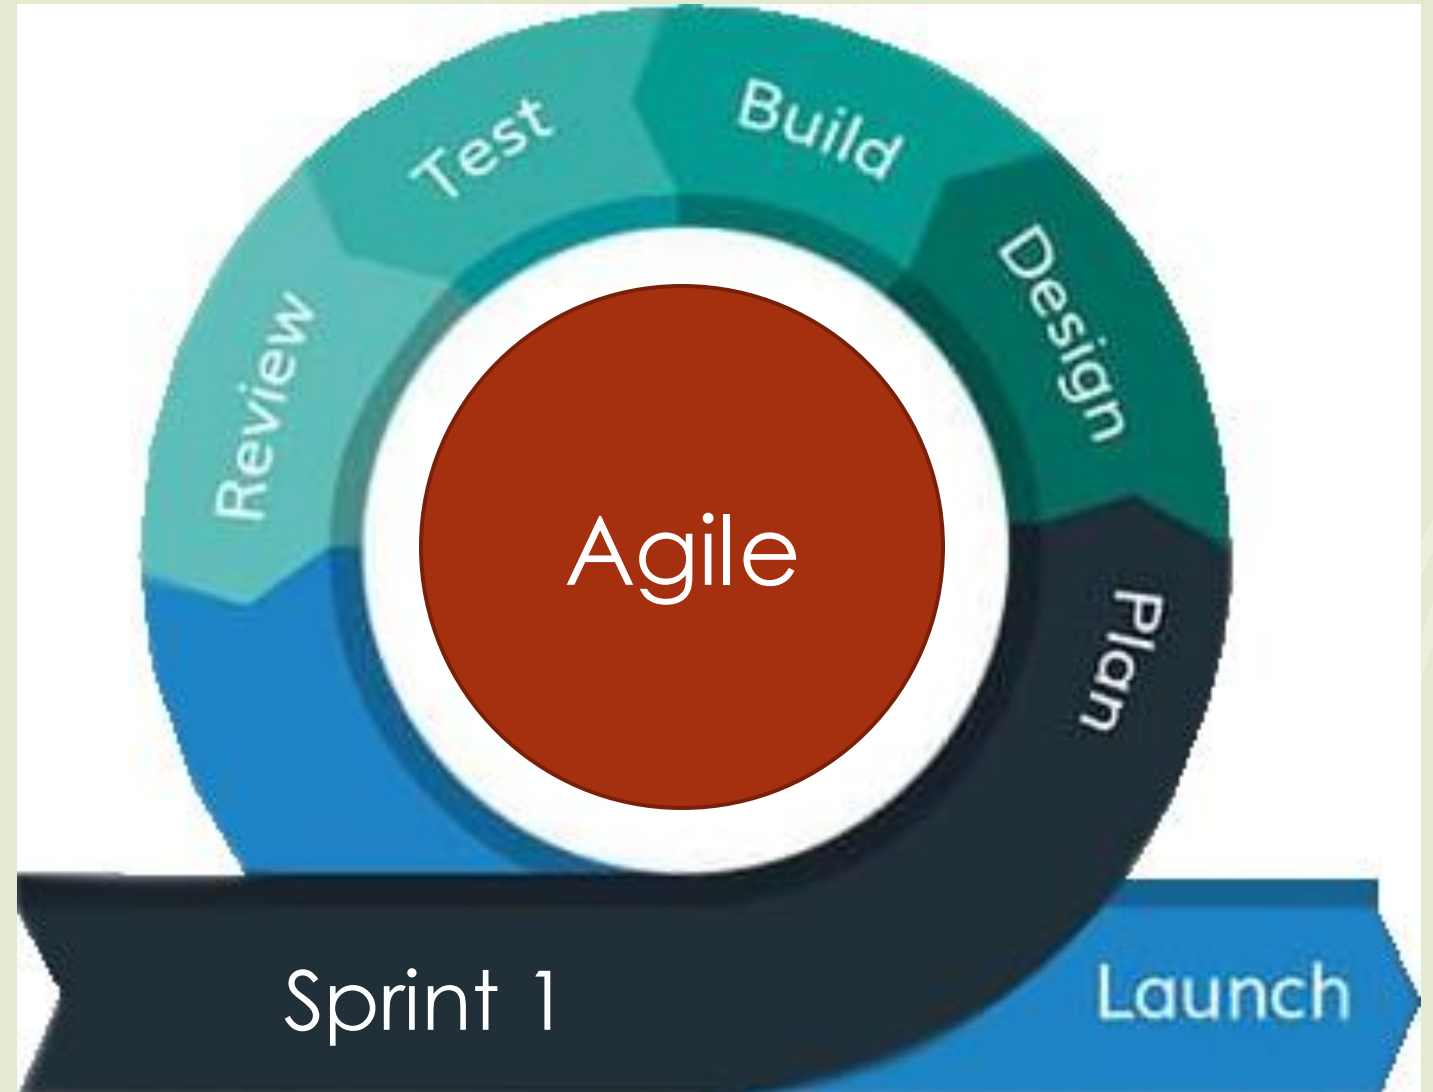 Test
Build
Design
Review
Agile
Plan
Sprint 1
Launch